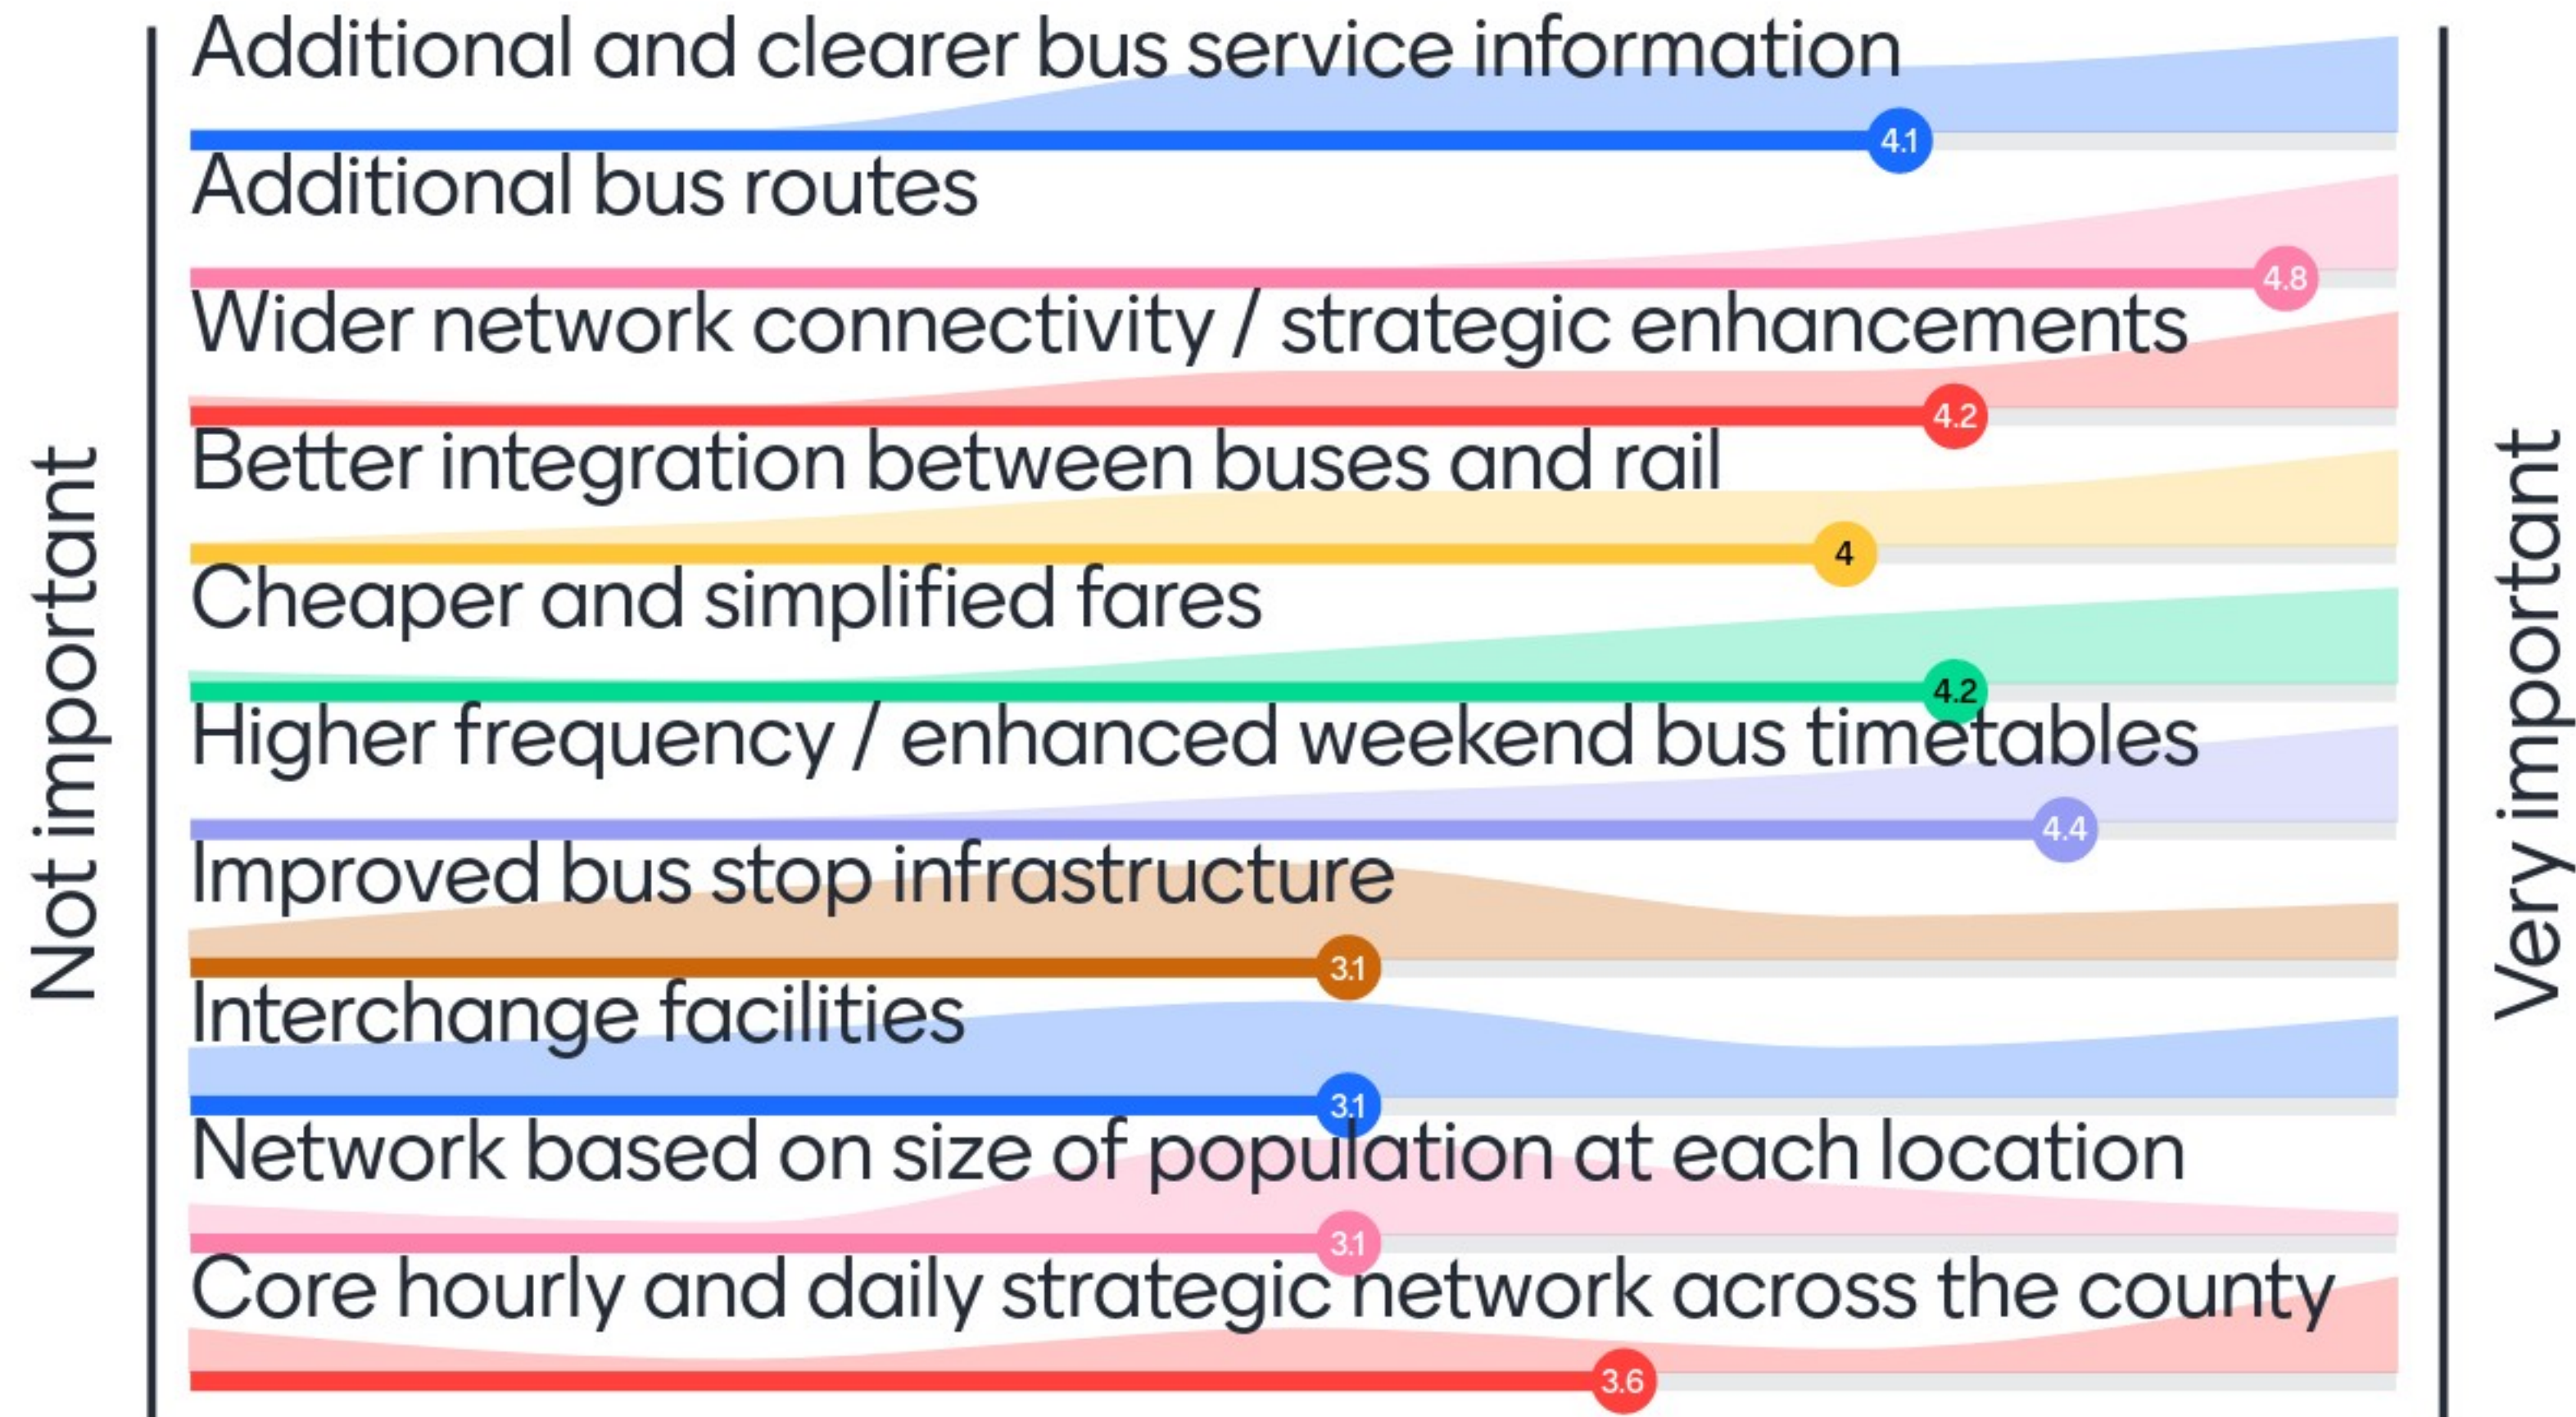 Not important
Additional and clearer bus service information
4.1
Additional bus routes
4.8
Wider network connectivity / strategic enhancements
4.2
Better integration between buses and rail
4
Cheaper and simplified fares
4.2
Higher frequency / enhanced weekend bus timetables
4.4
Improved bus stop infrastructure
3.1
Interchange facilities
3.1
Network based on size of population at each location
3.1
Core hourly and daily strategic network across the county
3.6
Very important